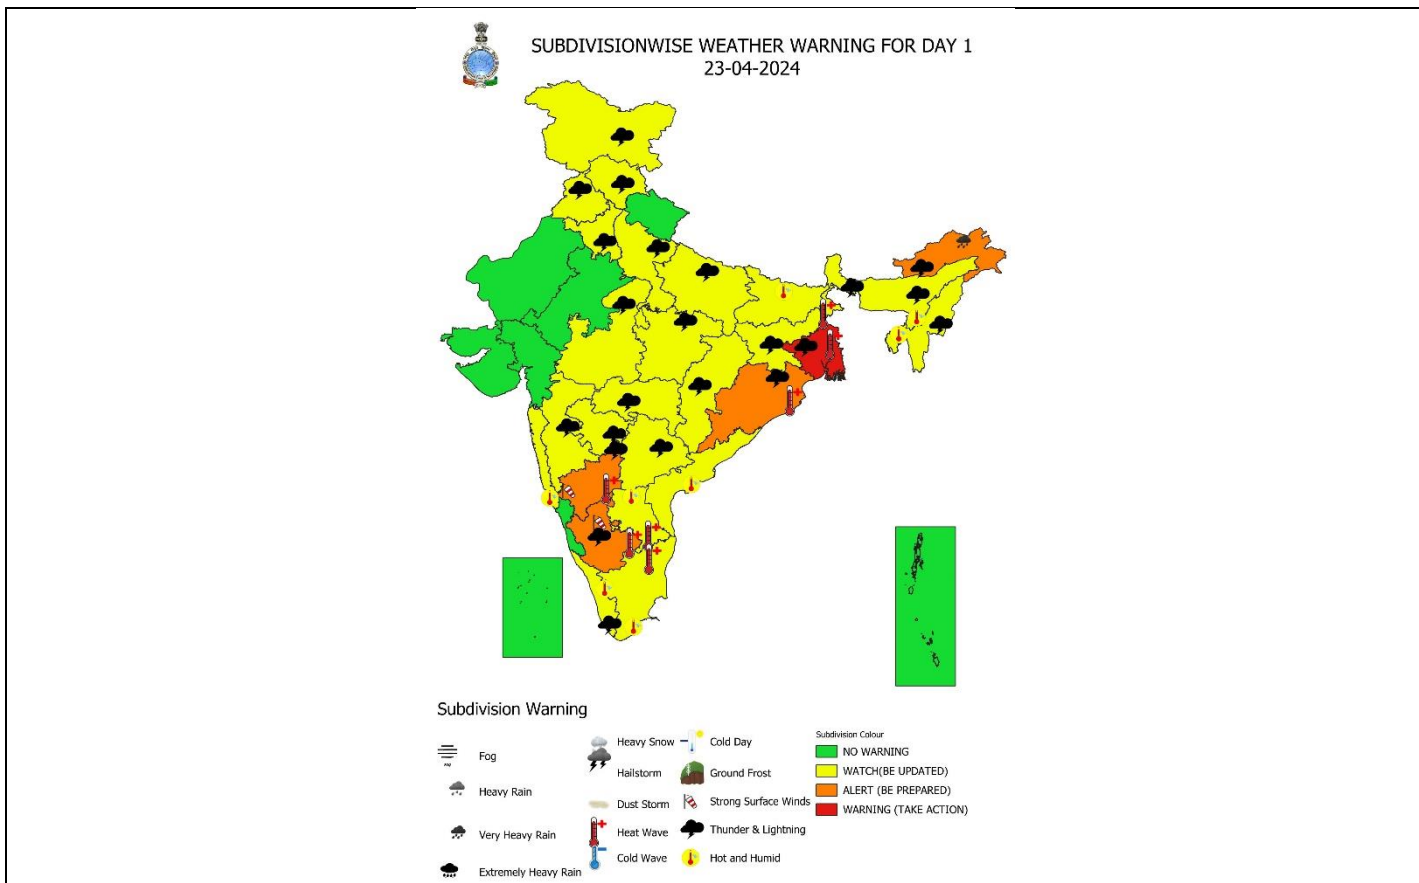 SUBDIVISIONWISE WEATHER WARNING FOR DAY 1
23-04-2024
Subdivision Warning
Fog
Heavy Rain
Very Heavy Rain
Extremely Heavy Rain
Heavy Snow
Hailstorm
Dust Storm
Heat Wave
Cold Wave
Cold Day
Ground Frost
Strong Surface Winds
Thunder & Lightning
Hot and Humid
Subdivision Colour
NO WARNING
WATCH(BE UPDATED)
ALERT (BE PREPARED)
WARNING (TAKE ACTION)